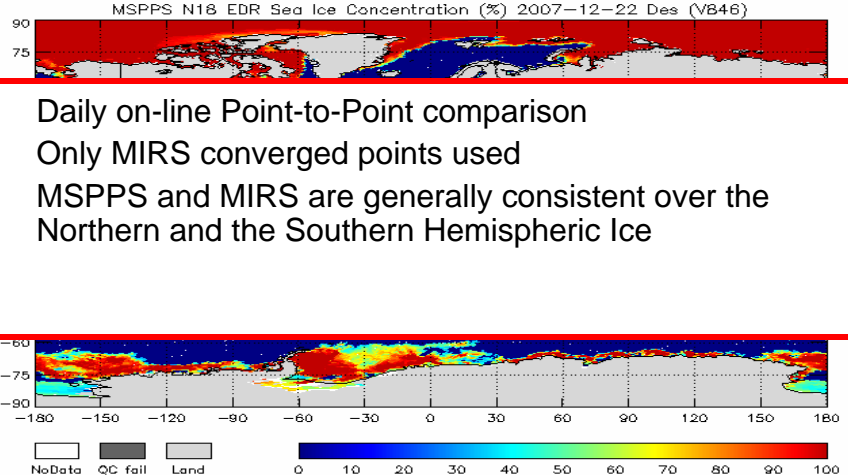 MSPPS N18 EDR Sea Ice Concentration (%) 2007-12-22 Des (V846)
90
75
Daily on-line Point-to-Point comparison
Only MIRS converged points used
MSPPS and MIRS are generally consistent over the
Northern and the Southern Hemispheric Ice
-60
-75
-90
-180 -150 -120 -90 -60 -30 0 30 60 90 120 150 180
NoData QC fail Land 0 10 20 30 40 50 60 70 80 90 100